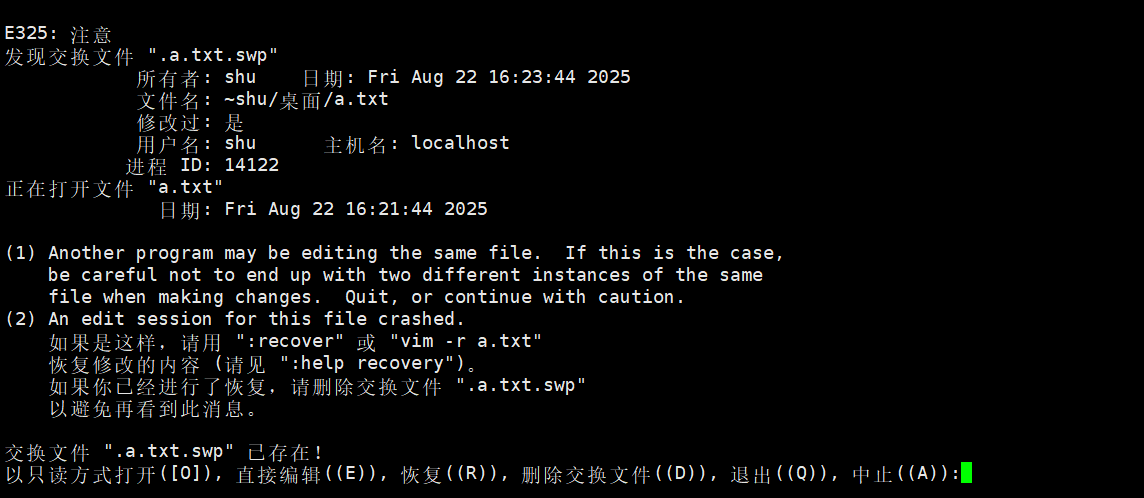 E325: 注意
发现交换文件 ".a.txt.swp"
所有者: shu    日期: Fri Aug 22 16:23:44 2025
文件名: ~shu/桌面/a.txt
修改过: 是
用户名: shu      主机名: localhost
进程 ID: 14122
正在打开文件 "a.txt"
日期: Fri Aug 22 16:21:44 2025
(1) Another program may be editing the same file.  If this is the case,
be careful not to end up with two different instances of the same
file when making changes.  Quit, or continue with caution.
(2) An edit session for this file crashed.
如果是这样，请用 ":recover" 或 "vim -r a.txt"
恢复修改的内容 (请见 ":help recovery")。
如果你已经进行了恢复，请删除交换文件 ".a.txt.swp"
以避免再看到此消息。
交换文件 ".a.txt.swp" 已存在！
以只读方式打开([O]), 直接编辑((E)), 恢复((R)), 删除交换文件((D)), 退出((Q)), 中止((A)):